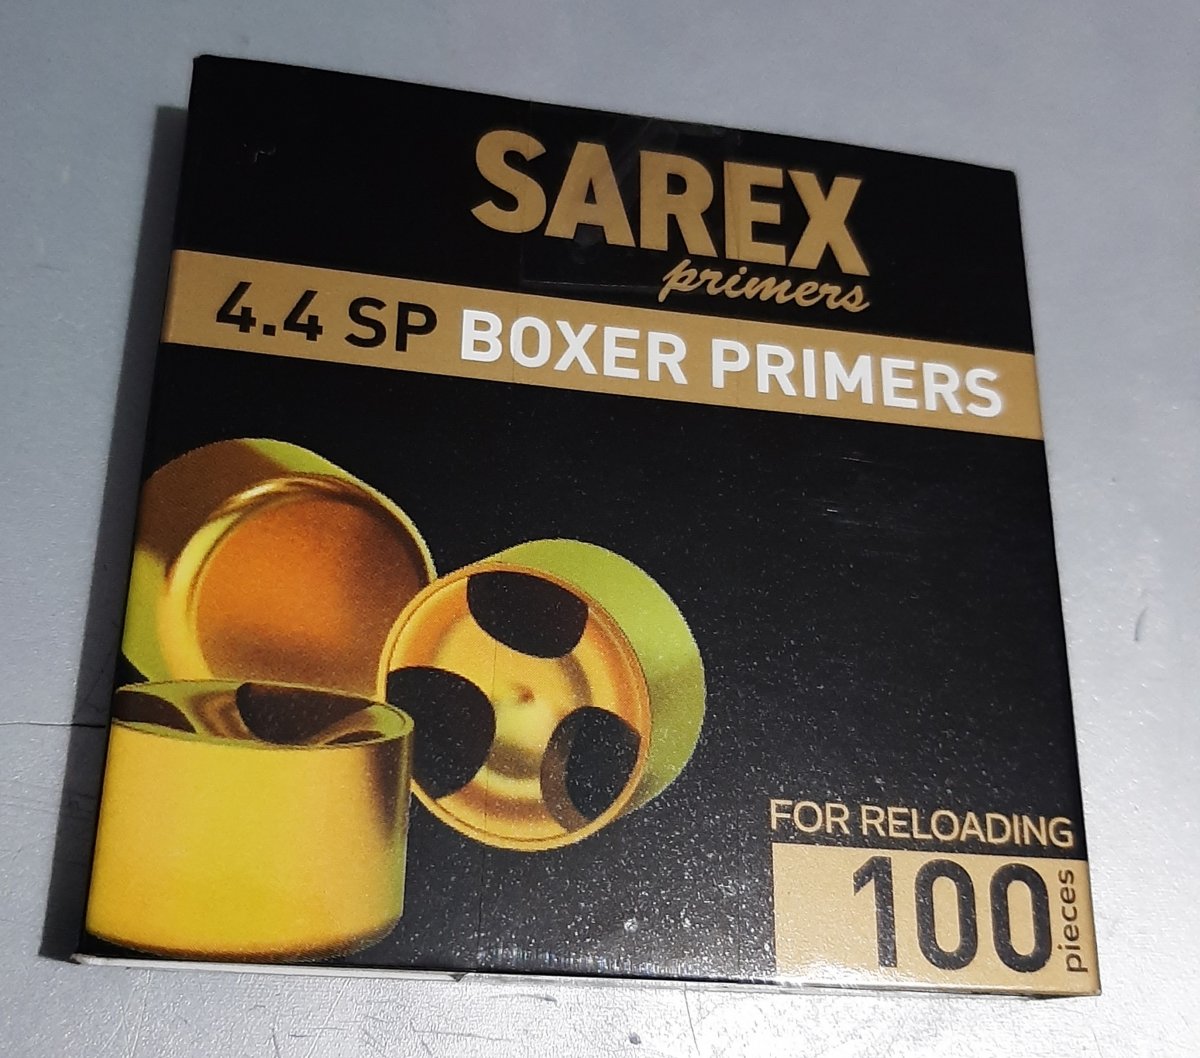 SAREX
primers
4.4 SP BOXER PRIMERS
FOR RELOADING
100
pieces